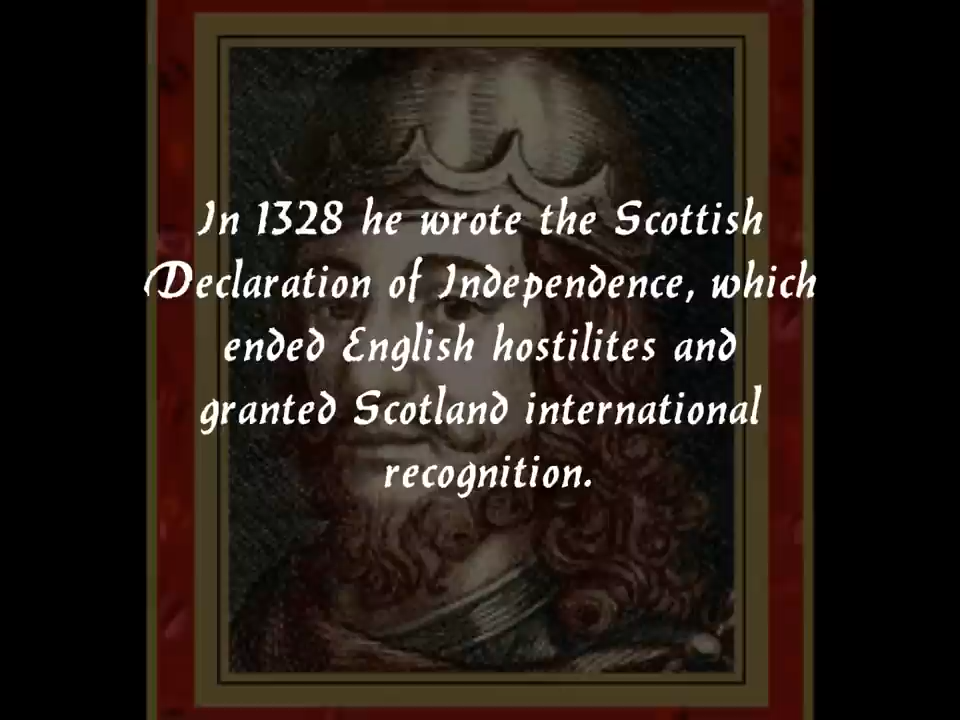 In 1328 he wrote the Scottish
Declaration of Independence, which
ended English hostilites and
granted Scotland international
recognition.